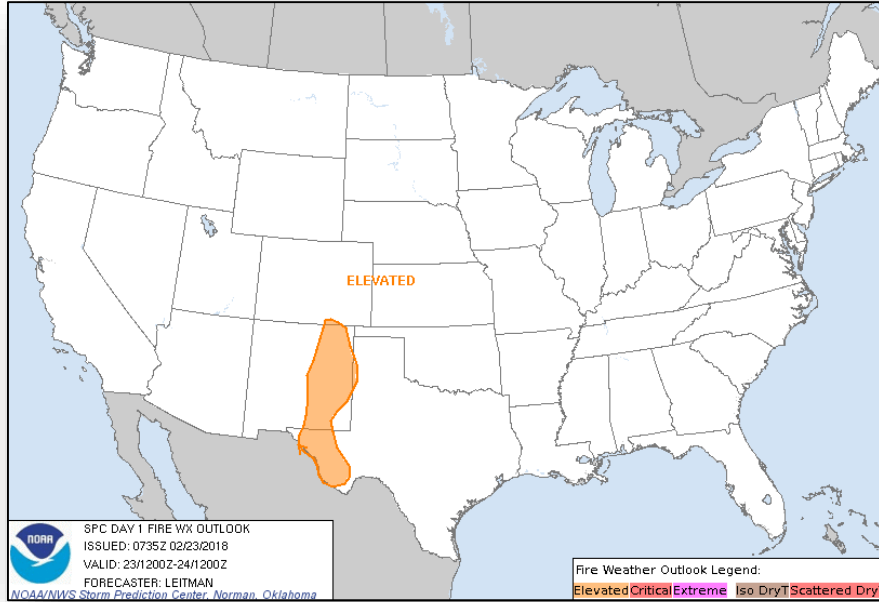 ELEVATED
NOAA
SPC DAY 1 FIRE WX OUTLOOK
ISSUED: 0735Z 02/23/2018
VALID: 23/1200Z-24/1200Z
FORECASTER: LEITMAN
NOAA/NWS Storm Prediction Center, Norman, Oklahoma
Fire Weather Outlook Legend:
Elevated Critical Extreme Iso DryT Scattered Dry